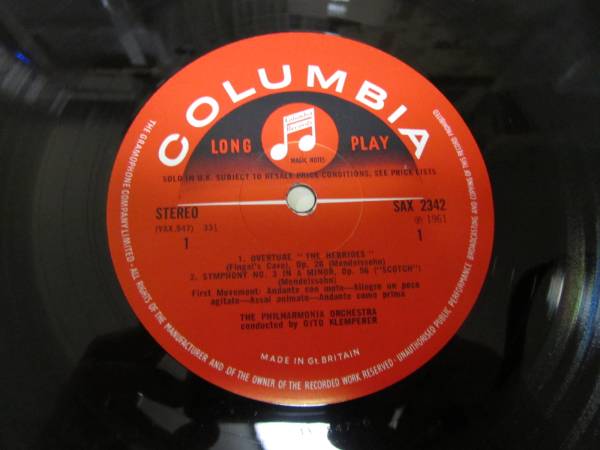 COLUMBIA
LONG PLAY
MAGIC NOTES
SOLD IN U.K. SUBJECT TO RESALE PRICE CONDITIONS, SEE PRICE LISTS
STEREO SAX 2342
(YAX.547) 33⅓ ℗ 1961
1 1
1. OVERTURE "THE HEBRIDES"
(Fingal's Cave), Op. 26 (Mendelssohn)
2. SYMPHONY NO. 3 IN A MINOR, Op. 56 ("SCOTCH")
(Mendelssohn)
First Movement: Andante con moto—Allegro un poco
agitato—Assai animato—Andante come prima
THE PHILHARMONIA ORCHESTRA
conducted by OTTO KLEMPERER
MADE IN Gt. BRITAIN
THE GRAMOPHONE COMPANY LIMITED · ALL RIGHTS OF THE MANUFACTURER AND OF THE OWNER OF THE RECORDED WORK RESERVED · UNAUTHORISED PUBLIC PERFORMANCE, BROADCASTING AND COPYING OF THIS RECORD PROHIBITED